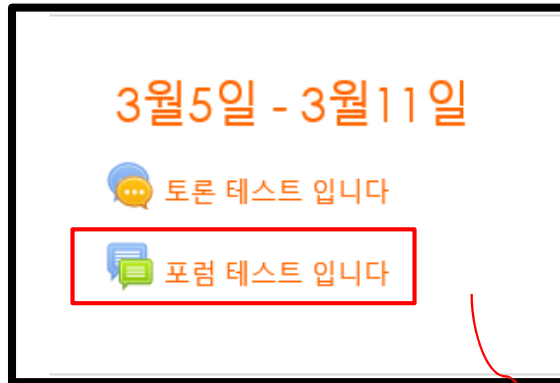 3월5일 - 3월11일
토론 테스트 입니다
포럼 테스트 입니다